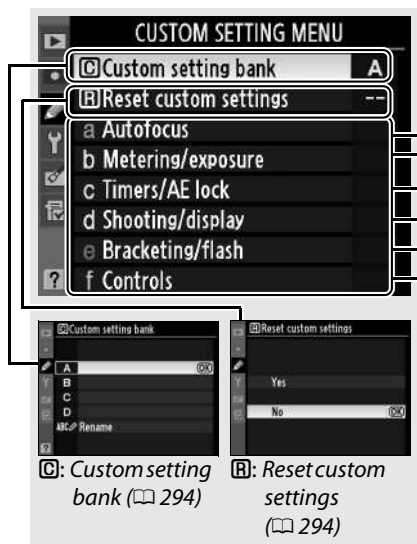 CUSTOM SETTING MENU
C Custom setting bank A
R Reset custom settings --
a Autofocus
b Metering/exposure
c Timers/AE lock
d Shooting/display
e Bracketing/flash
? f Controls
C Custom setting bank
A OK
B
C
D
ABC Rename
?
R Reset custom settings
Yes
No OK
C: Custom setting
bank (294)
R: Reset custom
settings
(294)